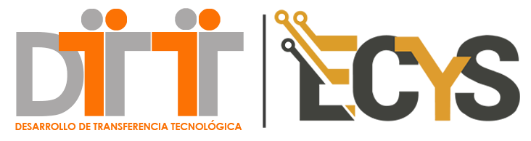 DTT
DESARROLLO DE TRANSFERENCIA TECNOLÓGICA
ECYS